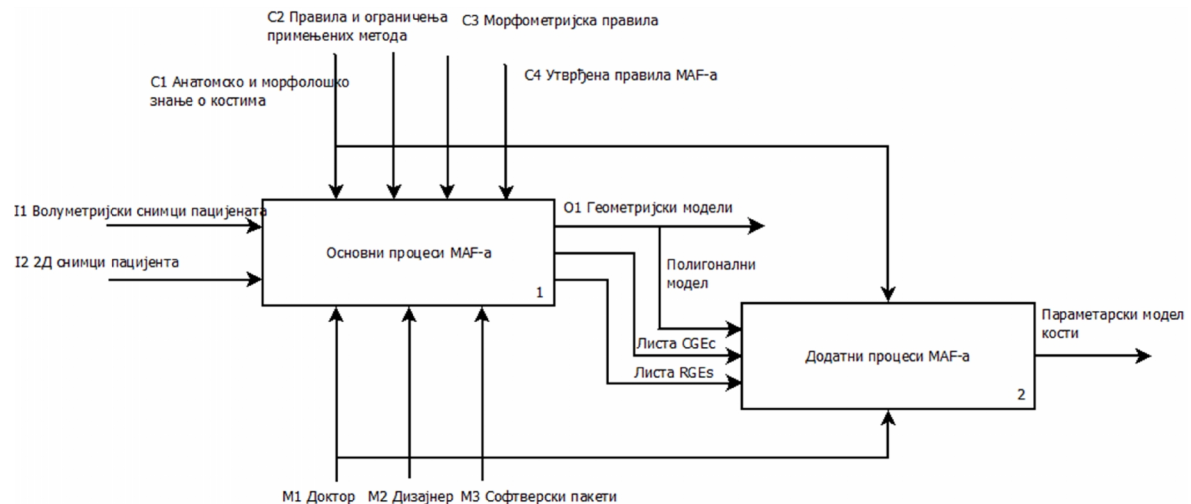 C2 Правила и ограничења
примењених метода
C3 Морфометријска правила
C1 Анатомско и морфолошко
знање о костима
C4 Утврђена правила MAF-а
I1 Волуметријски снимци пацијената
I2 2Д снимци пацијента
Основни процеси MAF-а
1
O1 Геометријски модели
Полигонални
модел
Листа CGEс
Листа RGEs
Додатни процеси MAF-а
2
Параметарски модел
кости
M1 Доктор
M2 Дизајнер
M3 Софтверски пакети